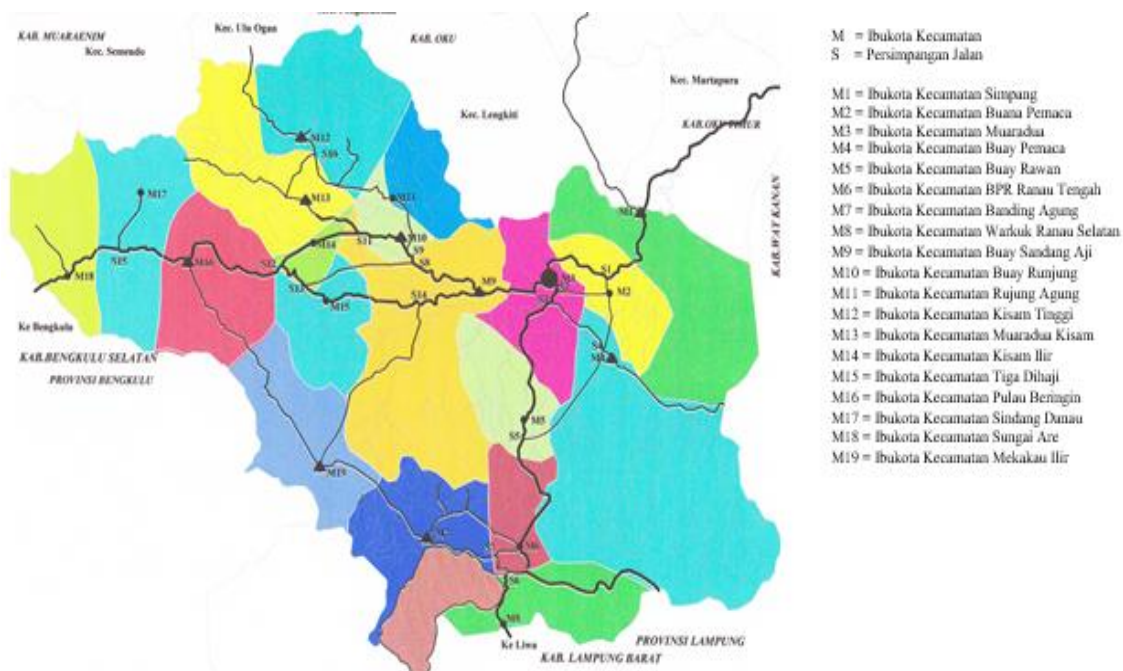 Kec. Ulu Ogan
KAB. MUARAENIM
KAB. OKU
Kec. Semendo
Kec. Martapura
Kec. Lengkiti
KAB.OKU TIMUR
M12
S10
M17
M13
M11
M1
KAB.WAY KANAN
M14
S11
M10
S9
S8
S12
S15
M16
M18
S13
S1
M15
S14
M9
M2
Ke Bengkulu
KAB.BENGKULU SELATAN
PROVINSI BENGKULU
S4
M5
S5
M19
M6
S6
M8
Ke Liwa
PROVINSI LAMPUNG
KAB. LAMPUNG BARAT
M = Ibukota Kecamatan
S = Persimpangan Jalan
M1 = Ibukota Kecamatan Simpang
M2 = Ibukota Kecamatan Buana Pemaca
M3 = Ibukota Kecamatan Muaradua
M4 = Ibukota Kecamatan Buay Pemaca
M5 = Ibukota Kecamatan Buay Rawan
M6 = Ibukota Kecamatan BPR Ranau Tengah
M7 = Ibukota Kecamatan Banding Agung
M8 = Ibukota Kecamatan Warkuk Ranau Selatan
M9 = Ibukota Kecamatan Buay Sandang Aji
M10 = Ibukota Kecamatan Buay Runjung
M11 = Ibukota Kecamatan Rujung Agung
M12 = Ibukota Kecamatan Kisam Tinggi
M13 = Ibukota Kecamatan Muaradua Kisam
M14 = Ibukota Kecamatan Kisam Ilir
M15 = Ibukota Kecamatan Tiga Dihaji
M16 = Ibukota Kecamatan Pulau Beringin
M17 = Ibukota Kecamatan Sindang Danau
M18 = Ibukota Kecamatan Sungai Are
M19 = Ibukota Kecamatan Mekakau Ilir